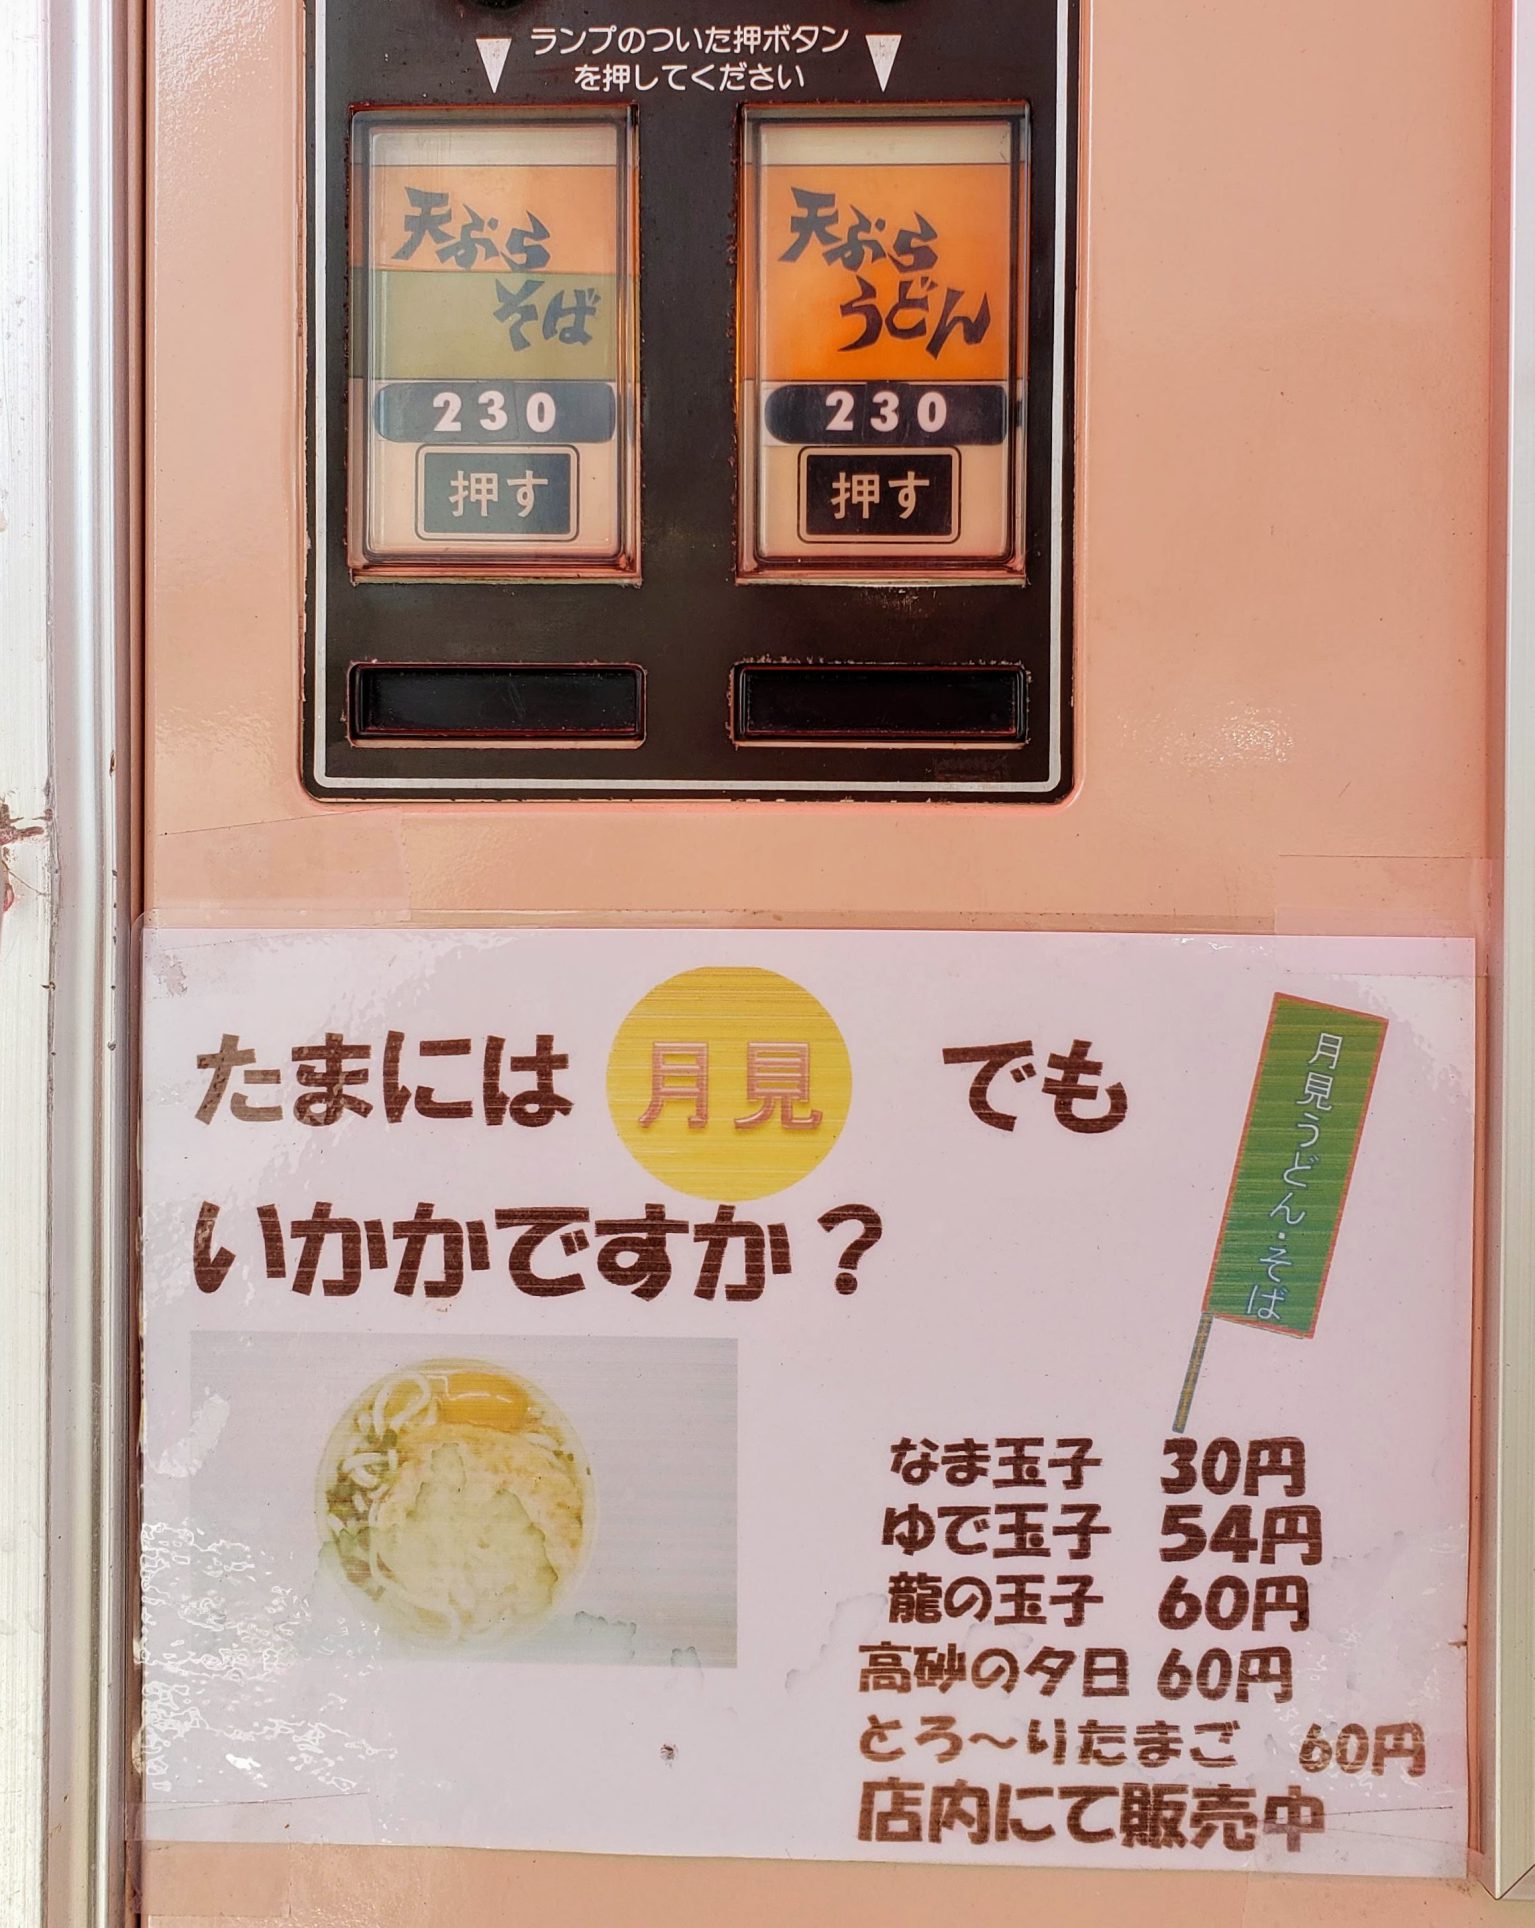 ランプのついた押ボタン
を押してください
天ぷら
そば
230
押す
天ぷら
うどん
230
押す
たまには 月見 でも
いかかですか？
月見うどん・そば
なま玉子 30円
ゆで玉子 54円
龍の玉子 60円
高砂の夕日 60円
とろ〜りたまご 60円
店内にて販売中